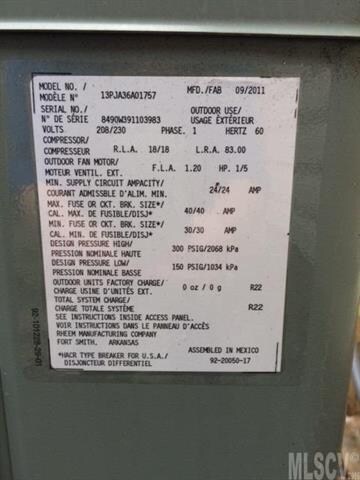 MODEL NO./
MODÈLE N° 13PJA36A01757 MFD./FAB 09/2011
SERIAL NO./ OUTDOOR USE/
N° DE SÉRIE 8490W391103983 USAGE ÉXTÉRIEUR
VOLTS 208/230 PHASE. 1 HERTZ 60
COMPRESSOR/
COMPRESSEUR R.L.A. 18/18 L.R.A. 83.00
OUTDOOR FAN MOTOR/
MOTEUR VENTIL. EXT. F.L.A. 1.20 HP. 1/5
MIN. SUPPLY CIRCUIT AMPACITY/
COURANT ADMISSBLE D'ALIM. MIN. 24/24 AMP
MAX. FUSE OR CKT. BRK. SIZE*/
CAL. MAX. DE FUSIBLE/DISJ* 40/40 AMP
MIN. FUSE OR CKT. BRK. SIZE*/
CAL. MIN. DE FUSIBLE/DISJ* 30/30 AMP
DESIGN PRESSURE HIGH/
PRESSION NOMINALE HAUTE 300 PSIG/2068 kPa
DESIGN PRESSURE LOW/
PRESSION NOMINALE BASSE 150 PSIG/1034 kPa
OUTDOOR UNITS FACTORY CHARGE/
CHARGE USINE D'UNITÉS EXT. 0 oz / 0 g R22
TOTAL SYSTEM CHARGE/
CHARGE TOTALE SYSTÈME R22
SEE INSTRUCTIONS INSIDE ACCESS PANEL.
VOIR INSTRUCTIONS DANS LE PANNEAU D'ACCÈS
RHEEM MANUFACTURING COMPANY
FORT SMITH, ARKANSAS
ASSEMBLED IN MEXICO
*HACR TYPE BREAKER FOR U.S.A./
DISJONCTEUR DIFFERENTIEL 92-20050-17
92-101228-29-01
MLSCV.com